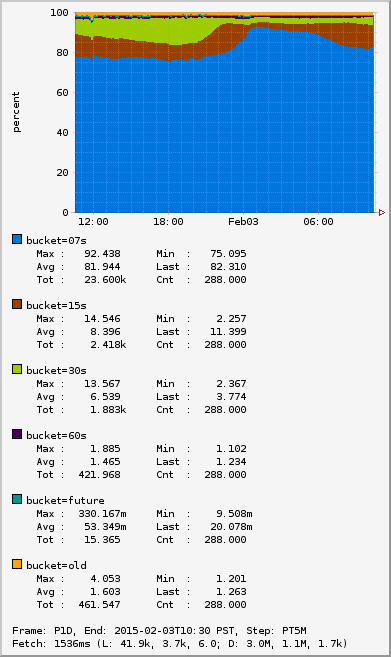 100
80
60
40
20
0
percent
12:00 18:00 Feb03 06:00
bucket=07s
Max : 92.438 Min : 75.095
Avg : 81.944 Last : 82.310
Tot : 23.600k Cnt : 288.000
bucket=15s
Max : 14.546 Min : 2.257
Avg : 8.396 Last : 11.399
Tot : 2.418k Cnt : 288.000
bucket=30s
Max : 13.567 Min : 2.367
Avg : 6.539 Last : 3.774
Tot : 1.883k Cnt : 288.000
bucket=60s
Max : 1.885 Min : 1.102
Avg : 1.465 Last : 1.234
Tot : 421.968 Cnt : 288.000
bucket=future
Max : 330.167m Min : 9.508m
Avg : 53.349m Last : 20.078m
Tot : 15.365 Cnt : 288.000
bucket=old
Max : 4.053 Min : 1.201
Avg : 1.603 Last : 1.263
Tot : 461.547 Cnt : 288.000
Frame: P1D, End: 2015-02-03T10:30 PST, Step: PT5M
Fetch: 1536ms (L: 41.9k, 3.7k, 6.0; D: 3.0M, 1.1M, 1.7k)